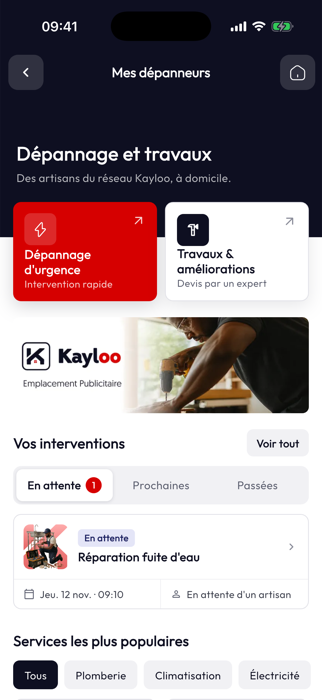 09:41
Mes dépanneurs
Dépannage et travaux
Des artisans du réseau Kayloo, à domicile.
Dépannage
d'urgence
Intervention rapide
Travaux &
améliorations
Devis par un expert
Kayloo
Emplacement Publicitaire
Vos interventions
Voir tout
En attente 1
Prochaines
Passées
En attente
Réparation fuite d'eau
Jeu. 12 nov. · 09:10
En attente d'un artisan
Services les plus populaires
Tous
Plomberie
Climatisation
Électricité